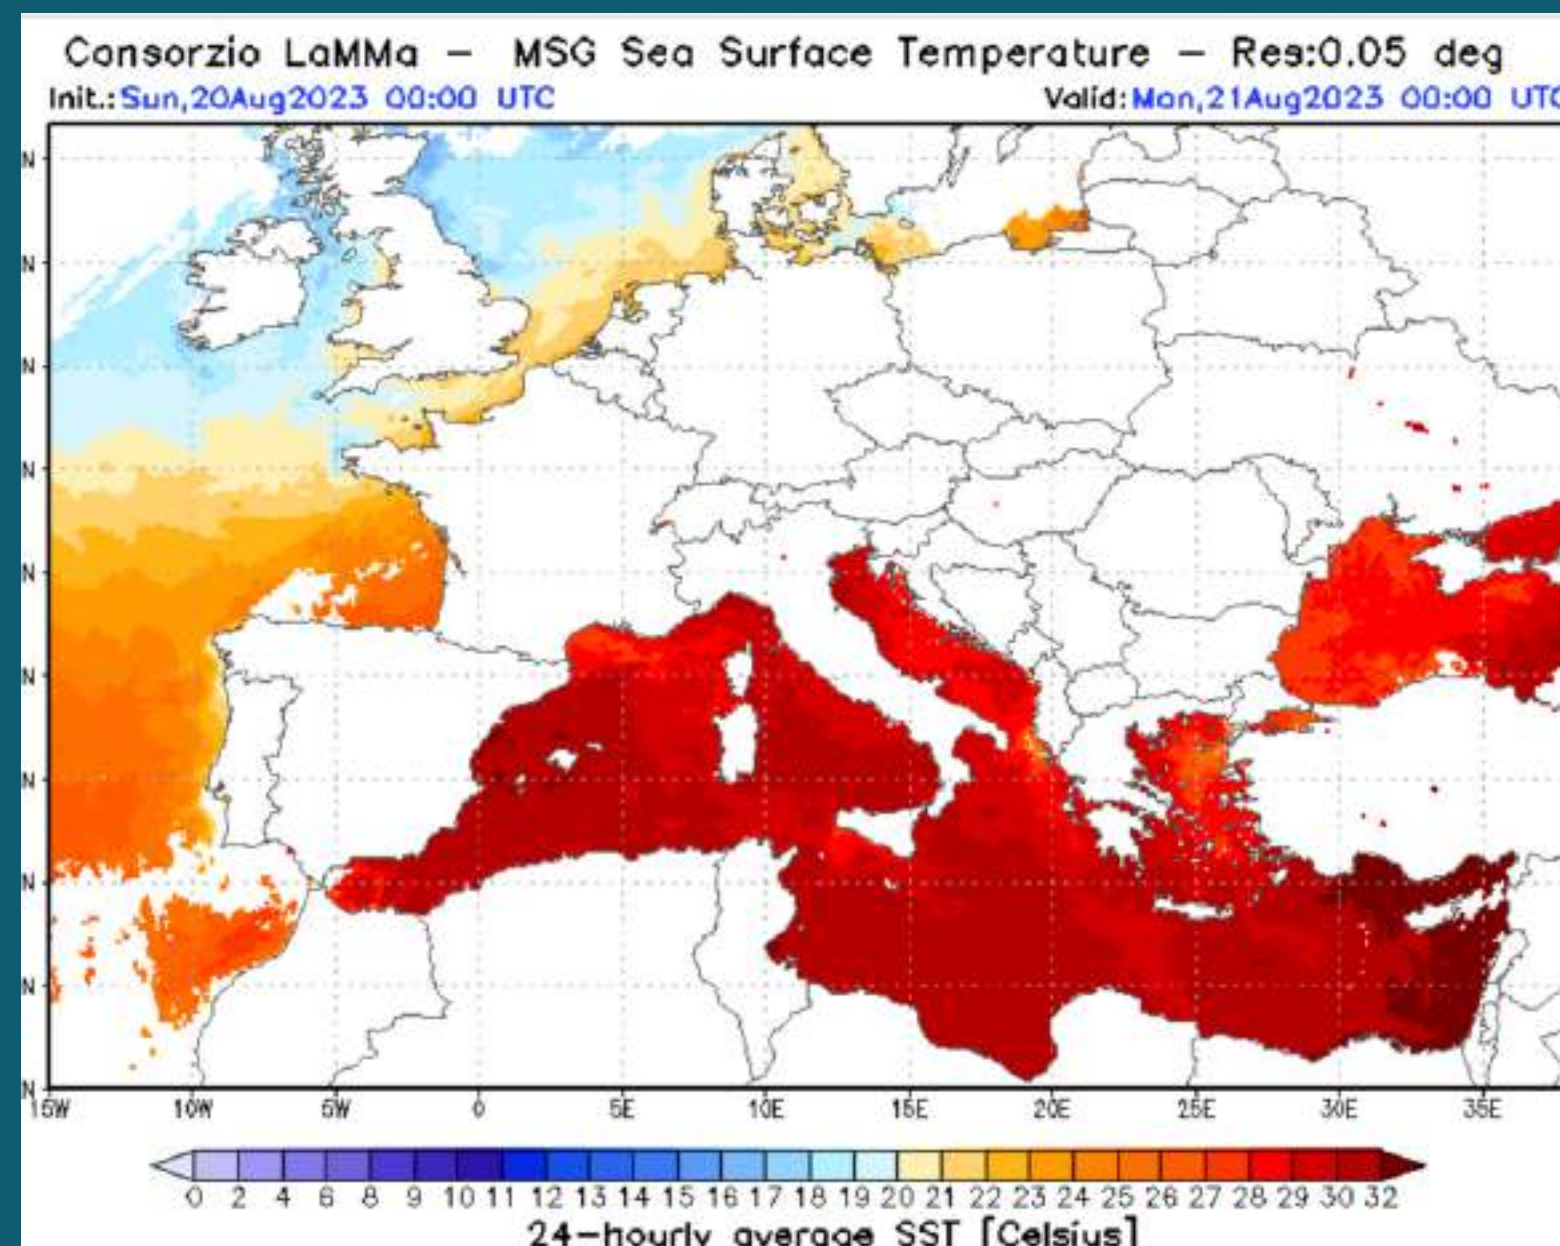 Consorzio LaMMa – MSG Sea Surface Temperature – Res:0.05 deg
Init.:Sun,20Aug2023 00:00 UTC Valid:Mon,21Aug2023 00:00 UTC
N
N
N
N
N
N
N
N
N
N
15W 10W 5W 0 5E 10E 15E 20E 25E 30E 35E
0 2 4 6 8 9 10 11 12 13 14 15 16 17 18 19 20 21 22 23 24 25 26 27 28 29 30 32
24-hourly average SST [Celsius]